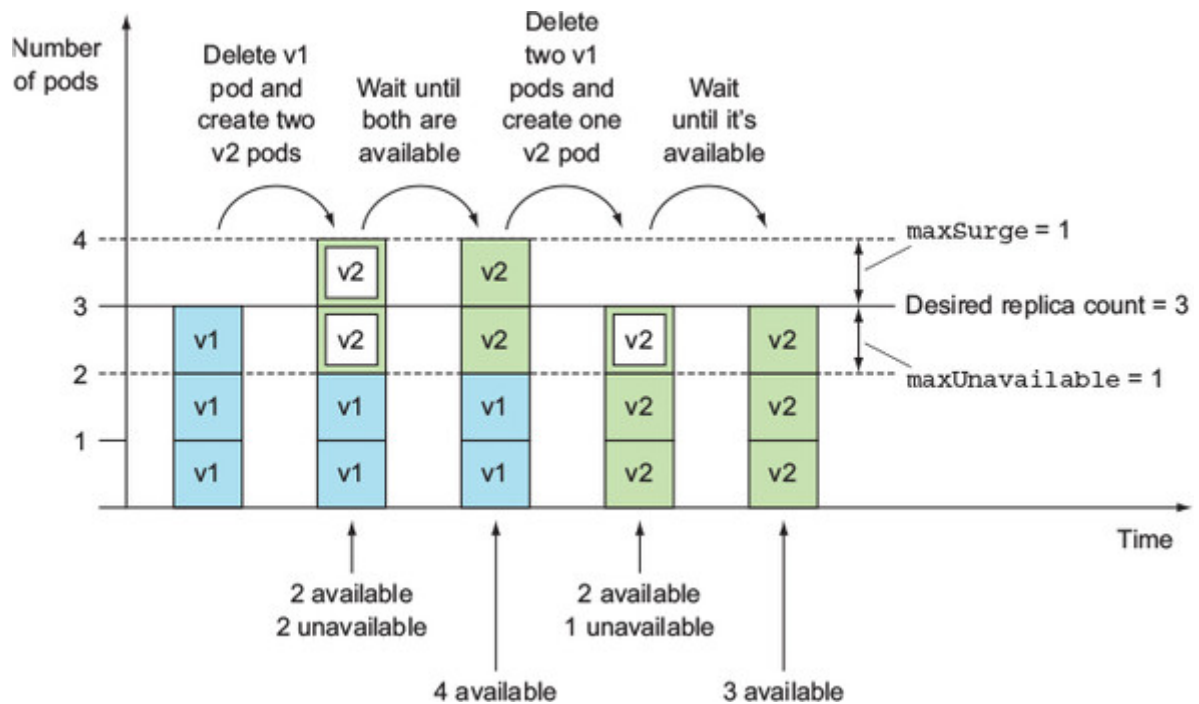 Number
of pods
Delete v1
pod and
create two
v2 pods
Wait until
both are
available
Delete
two v1
pods and
create one
v2 pod
Wait
until it's
available
4
3
2
1
v1
v1
v1
v2
v2
v1
v1
v2
v2
v1
v1
v2
v2
v2
v2
v2
v2
maxSurge = 1
Desired replica count = 3
maxUnavailable = 1
Time
2 available
2 unavailable
4 available
2 available
1 unavailable
3 available